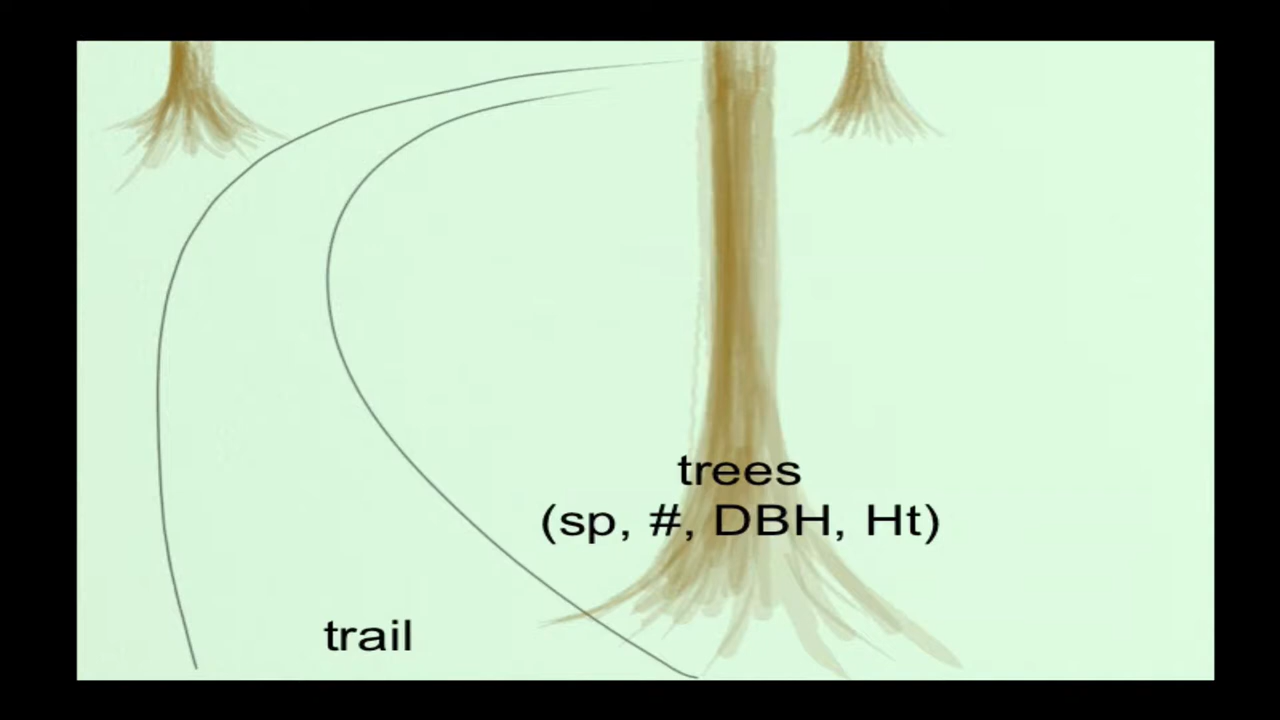 trees
(sp, #, DBH, Ht)
trail